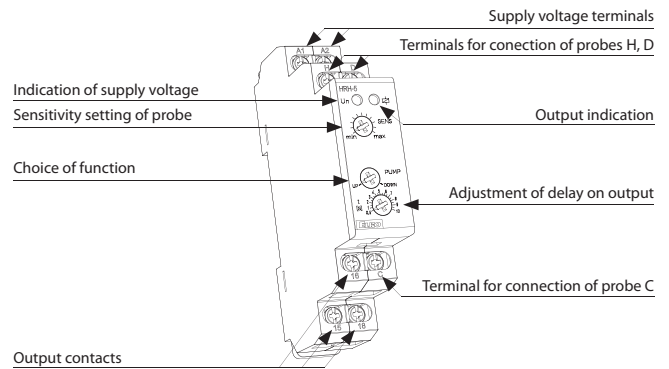 Supply voltage terminals
A1 A2
Terminals for conection of probes H, D
H D
HRH-5
Indication of supply voltage
Un
Sensitivity setting of probe
SENS
Output indication
min max
Choice of function
PUMP
UP DOWN
Adjustment of delay on output
Terminal for connection of probe C
16 C
15 18
Output contacts